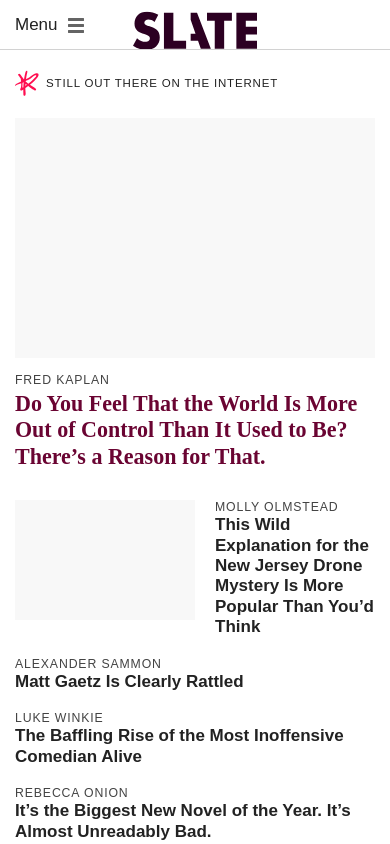 Menu
SLATE
STILL OUT THERE ON THE INTERNET
FRED KAPLAN
Do You Feel That the World Is More
Out of Control Than It Used to Be?
There’s a Reason for That.
MOLLY OLMSTEAD
This Wild
Explanation for the
New Jersey Drone
Mystery Is More
Popular Than You’d
Think
ALEXANDER SAMMON
Matt Gaetz Is Clearly Rattled
LUKE WINKIE
The Baffling Rise of the Most Inoffensive
Comedian Alive
REBECCA ONION
It’s the Biggest New Novel of the Year. It’s
Almost Unreadably Bad.